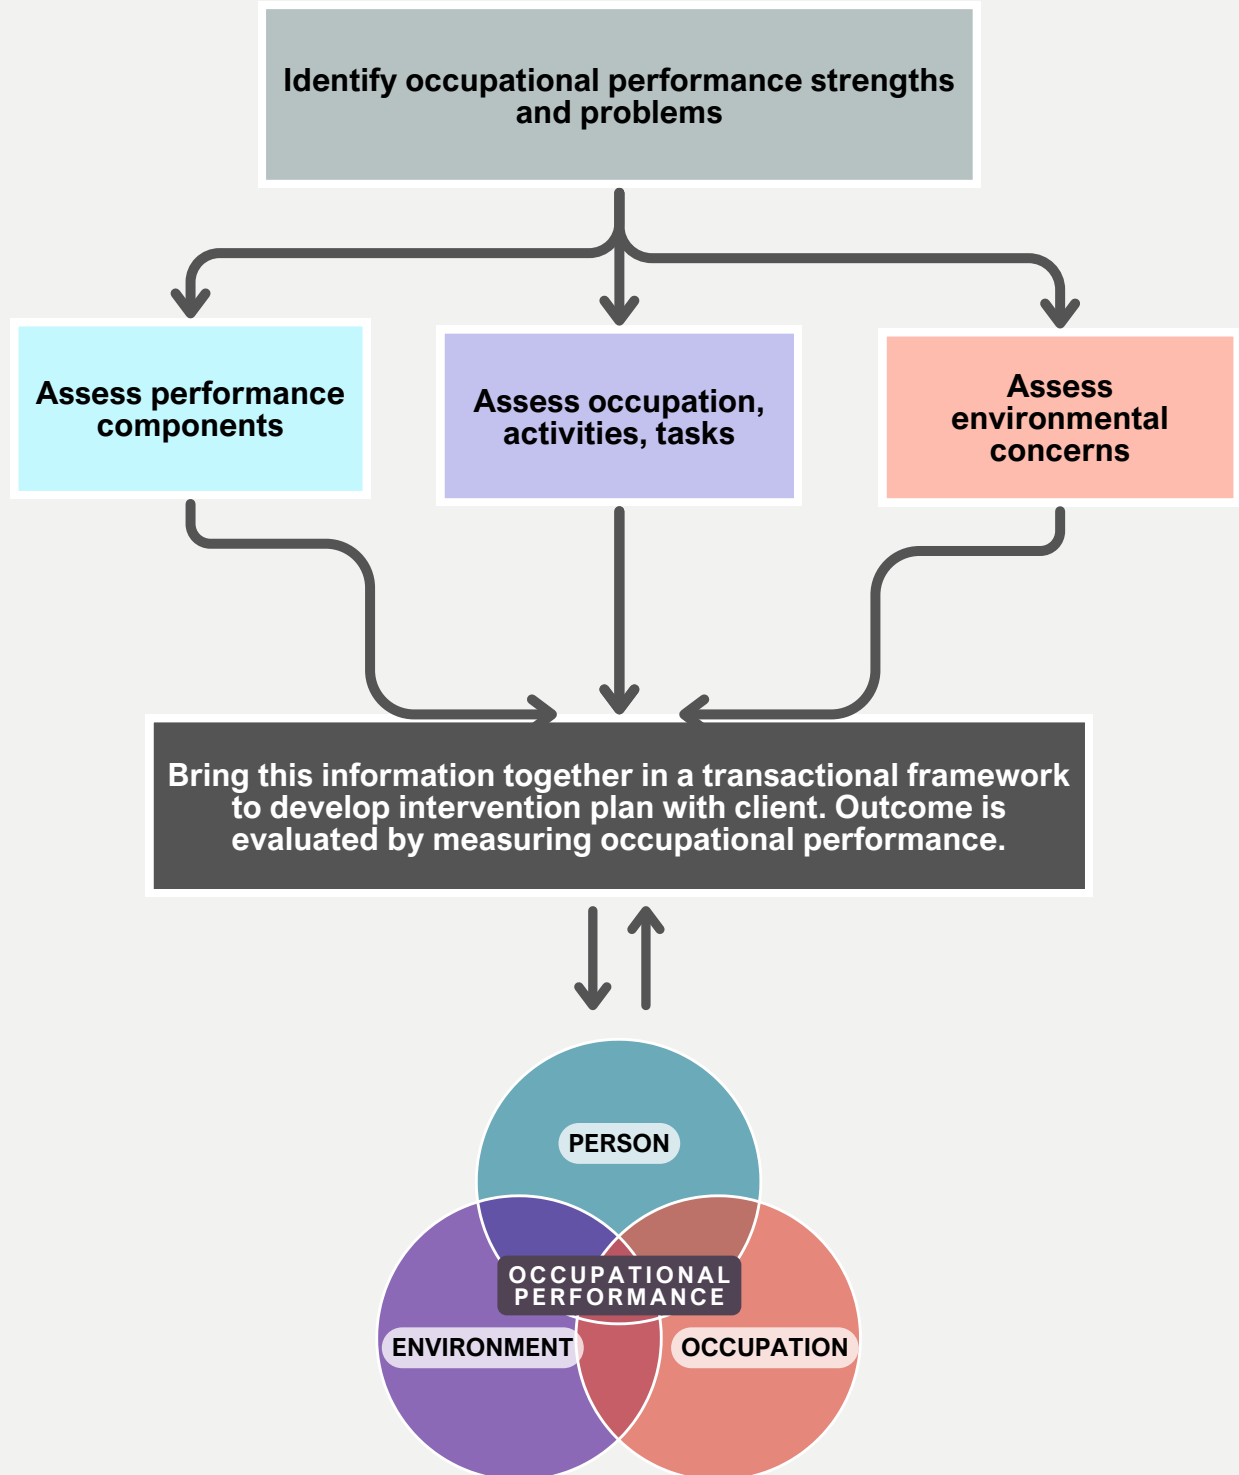 Identify occupational performance strengths
and problems
Assess performance
components
Assess occupation,
activities, tasks
Assess
environmental
concerns
Bring this information together in a transactional framework
to develop intervention plan with client. Outcome is
evaluated by measuring occupational performance.
PERSON
OCCUPATIONAL
PERFORMANCE
ENVIRONMENT
OCCUPATION